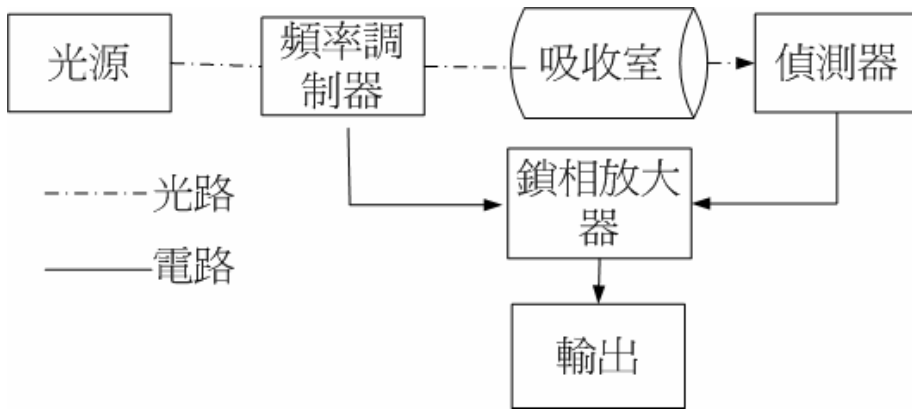 光源
頻率調
制器
吸收室
偵測器
鎖相放大
器
光路
電路
輸出